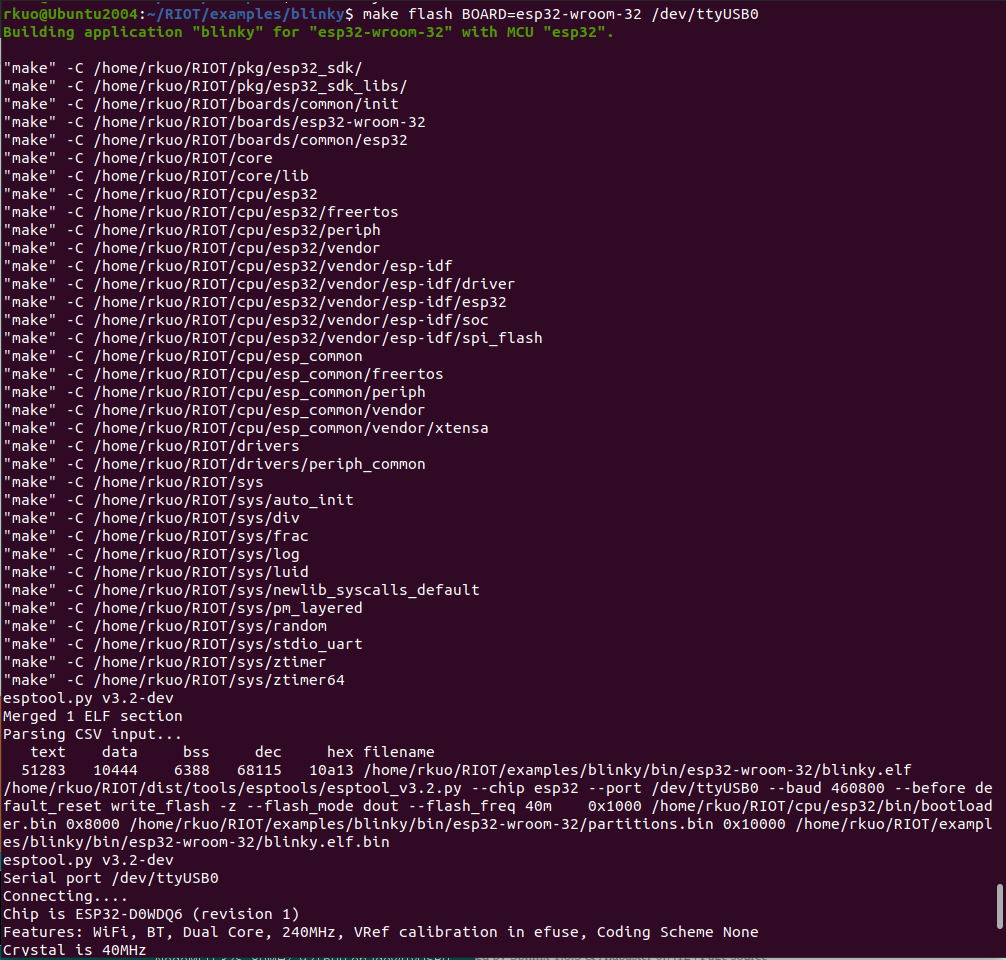 rkuo@Ubuntu2004:~/RIOT/examples/blinky$ make flash BOARD=esp32-wroom-32 /dev/ttyUSB0
Building application "blinky" for "esp32-wroom-32" with MCU "esp32".
"make" -C /home/rkuo/RIOT/pkg/esp32_sdk/
"make" -C /home/rkuo/RIOT/pkg/esp32_sdk_libs/
"make" -C /home/rkuo/RIOT/boards/common/init
"make" -C /home/rkuo/RIOT/boards/esp32-wroom-32
"make" -C /home/rkuo/RIOT/boards/common/esp32
"make" -C /home/rkuo/RIOT/core
"make" -C /home/rkuo/RIOT/core/lib
"make" -C /home/rkuo/RIOT/cpu/esp32
"make" -C /home/rkuo/RIOT/cpu/esp32/freertos
"make" -C /home/rkuo/RIOT/cpu/esp32/periph
"make" -C /home/rkuo/RIOT/cpu/esp32/vendor
"make" -C /home/rkuo/RIOT/cpu/esp32/vendor/esp-idf
"make" -C /home/rkuo/RIOT/cpu/esp32/vendor/esp-idf/driver
"make" -C /home/rkuo/RIOT/cpu/esp32/vendor/esp-idf/esp32
"make" -C /home/rkuo/RIOT/cpu/esp32/vendor/esp-idf/soc
"make" -C /home/rkuo/RIOT/cpu/esp32/vendor/esp-idf/spi_flash
"make" -C /home/rkuo/RIOT/cpu/esp_common
"make" -C /home/rkuo/RIOT/cpu/esp_common/freertos
"make" -C /home/rkuo/RIOT/cpu/esp_common/periph
"make" -C /home/rkuo/RIOT/cpu/esp_common/vendor
"make" -C /home/rkuo/RIOT/cpu/esp_common/vendor/xtensa
"make" -C /home/rkuo/RIOT/drivers
"make" -C /home/rkuo/RIOT/drivers/periph_common
"make" -C /home/rkuo/RIOT/sys
"make" -C /home/rkuo/RIOT/sys/auto_init
"make" -C /home/rkuo/RIOT/sys/div
"make" -C /home/rkuo/RIOT/sys/frac
"make" -C /home/rkuo/RIOT/sys/log
"make" -C /home/rkuo/RIOT/sys/luid
"make" -C /home/rkuo/RIOT/sys/newlib_syscalls_default
"make" -C /home/rkuo/RIOT/sys/pm_layered
"make" -C /home/rkuo/RIOT/sys/random
"make" -C /home/rkuo/RIOT/sys/stdio_uart
"make" -C /home/rkuo/RIOT/sys/ztimer
"make" -C /home/rkuo/RIOT/sys/ztimer64
esptool.py v3.2-dev
Merged 1 ELF section
Parsing CSV input...
   text    data     bss     dec     hex filename
  51283   10444    6388   68115   10a13 /home/rkuo/RIOT/examples/blinky/bin/esp32-wroom-32/blinky.elf
/home/rkuo/RIOT/dist/tools/esptools/esptool_v3.2.py --chip esp32 --port /dev/ttyUSB0 --baud 460800 --before de
fault_reset write_flash -z --flash_mode dout --flash_freq 40m    0x1000 /home/rkuo/RIOT/cpu/esp32/bin/bootload
er.bin 0x8000 /home/rkuo/RIOT/examples/blinky/bin/esp32-wroom-32/partitions.bin 0x10000 /home/rkuo/RIOT/exampl
es/blinky/bin/esp32-wroom-32/blinky.elf.bin
esptool.py v3.2-dev
Serial port /dev/ttyUSB0
Connecting....
Chip is ESP32-D0WDQ6 (revision 1)
Features: WiFi, BT, Dual Core, 240MHz, VRef calibration in efuse, Coding Scheme None
Crystal is 40MHz